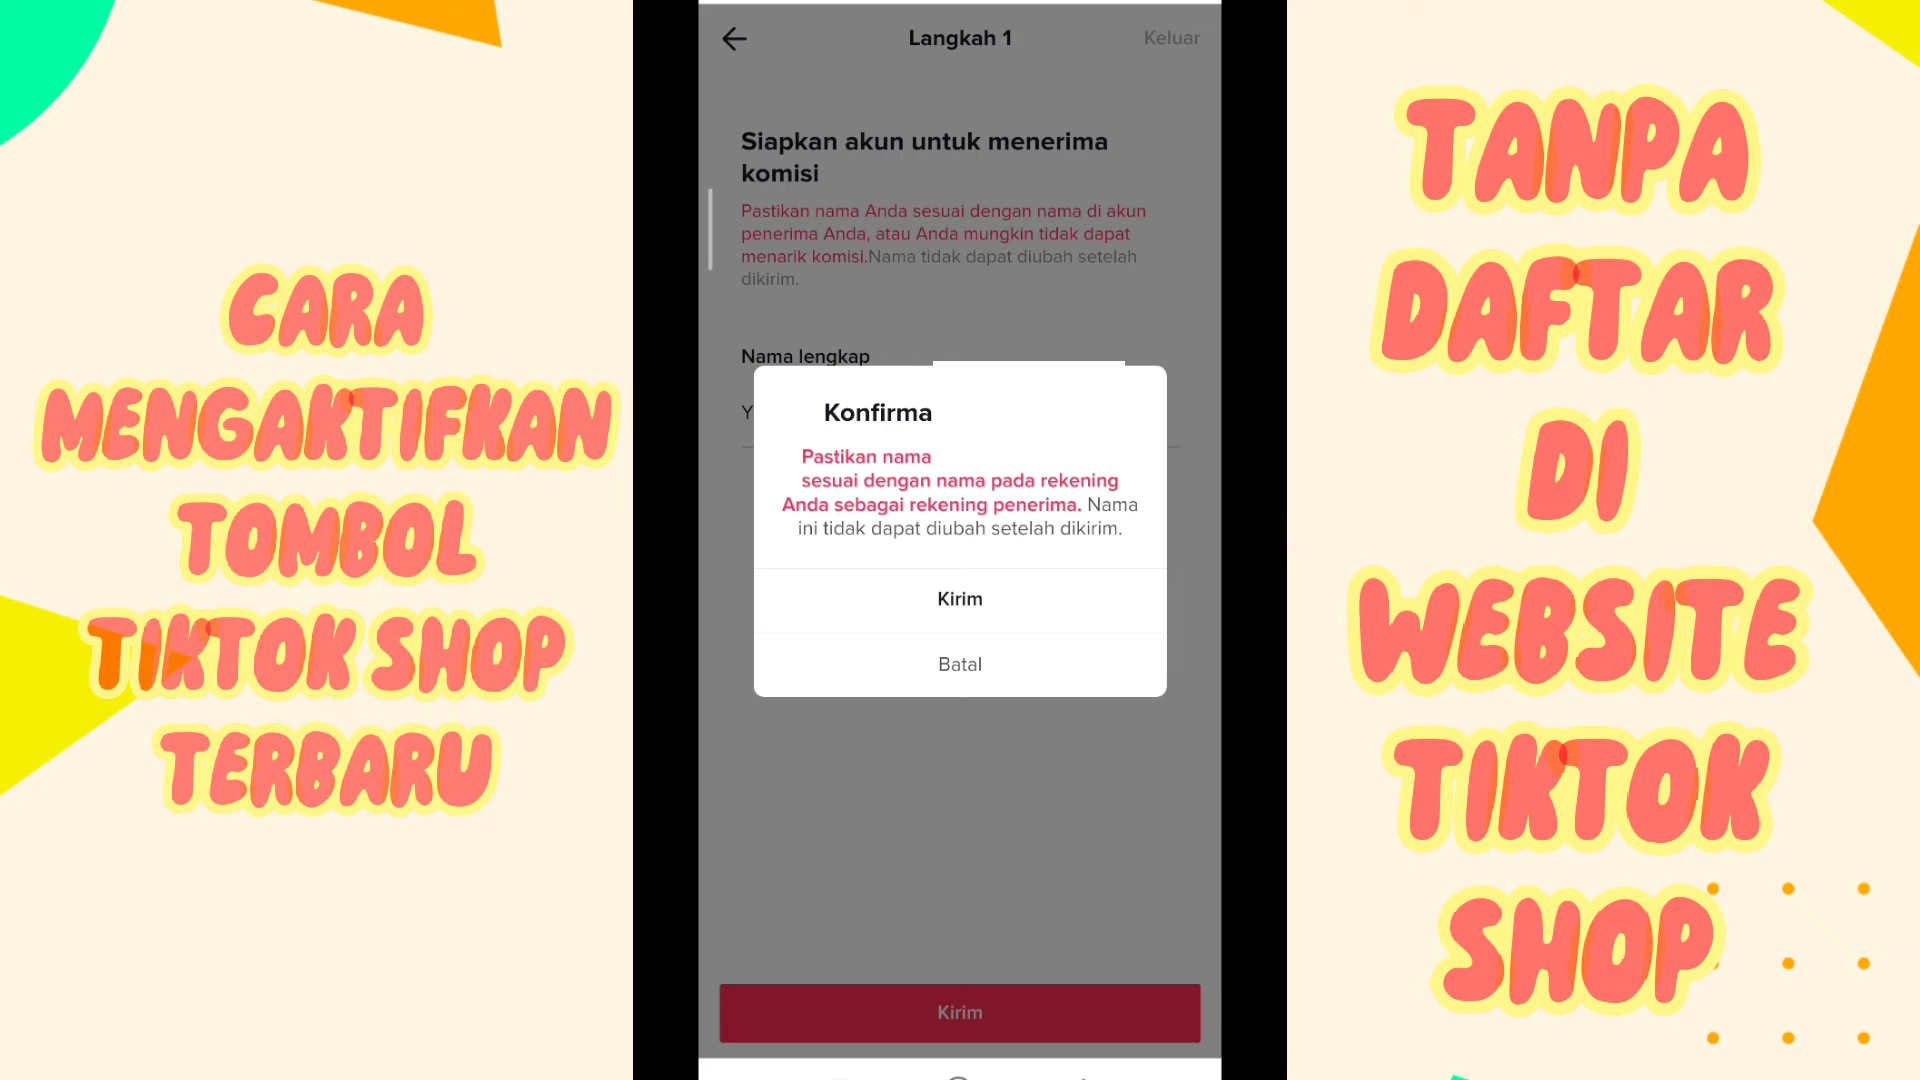 CARA
MENGAKTIFKAN
TOMBOL
TIKTOK SHOP
TERBARU
Langkah 1
Keluar
Siapkan akun untuk menerima
komisi
Pastikan nama Anda sesuai dengan nama di akun
penerima Anda, atau Anda mungkin tidak dapat
menarik komisi.Nama tidak dapat diubah setelah
dikirim.
Nama lengkap
Y
Konfirma
Pastikan nama
sesuai dengan nama pada rekening
Anda sebagai rekening penerima. Nama
ini tidak dapat diubah setelah dikirim.
Kirim
Batal
Kirim
TANPA
DAFTAR
DI
WEBSITE
TIKTOK
SHOP